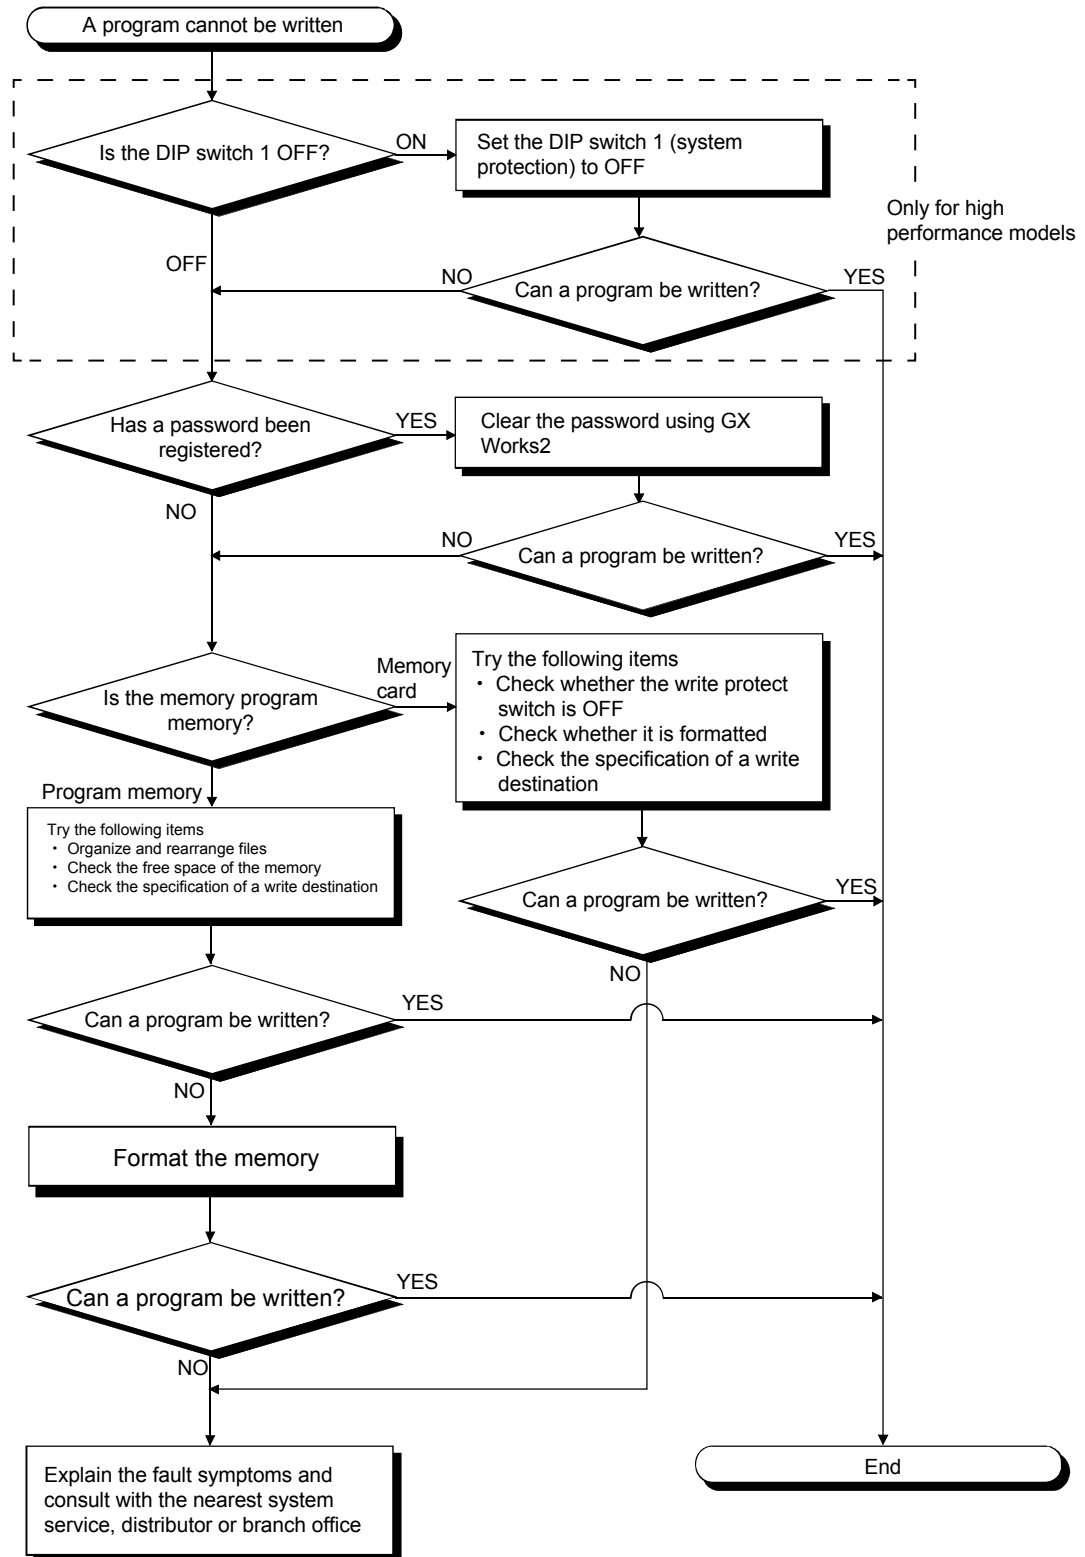 A program cannot be written
Is the DIP switch 1 OFF?
ON
Set the DIP switch 1 (system
protection) to OFF
Only for high
performance models
OFF
NO
Can a program be written?
YES
Has a password been
registered?
YES
Clear the password using GX
Works2
NO
NO
Can a program be written?
YES
Is the memory program
memory?
Memory
card
Try the following items
・ Check whether the write protect
switch is OFF
・ Check whether it is formatted
・ Check the specification of a write
destination
Program memory
Try the following items
・ Organize and rearrange files
・ Check the free space of the memory
・ Check the specification of a write destination
Can a program be written?
YES
NO
Can a program be written?
YES
NO
Format the memory
Can a program be written?
YES
NO
Explain the fault symptoms and
consult with the nearest system
service, distributor or branch office
End